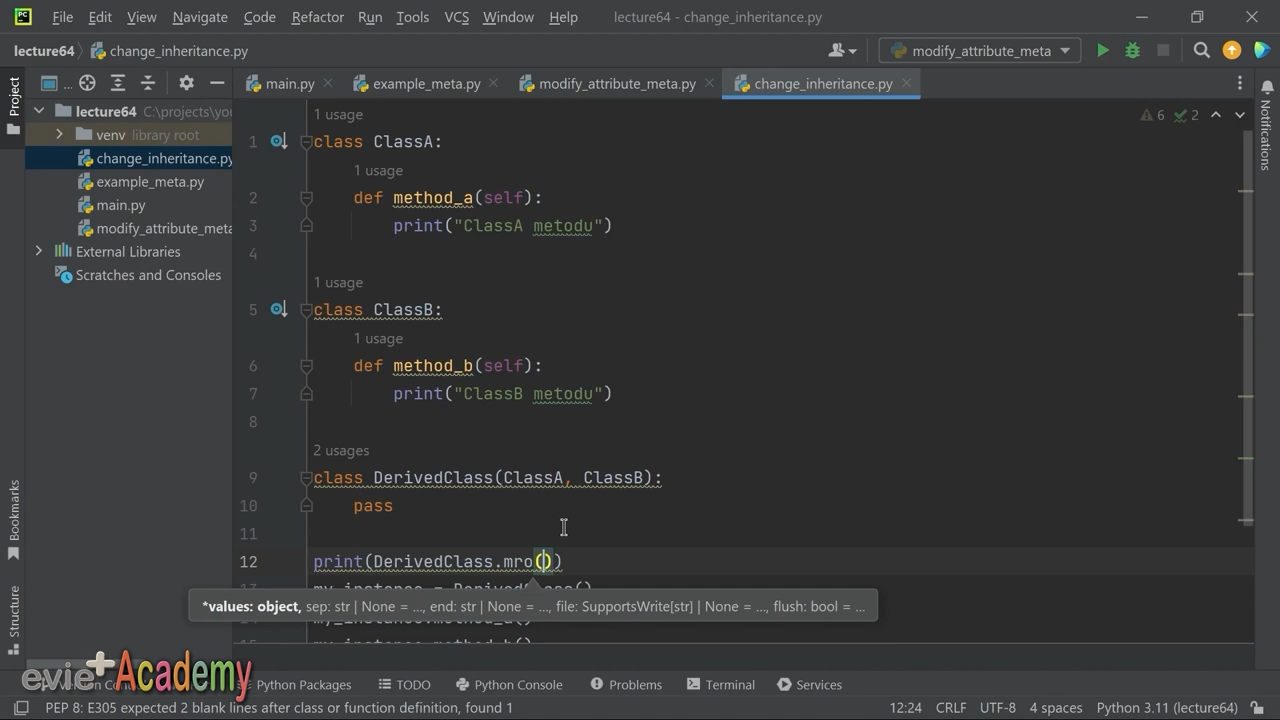 File Edit View Navigate Code Refactor Run Tools VCS Window Help lecture64 - change_inheritance.py
lecture64 change_inheritance.py modify_attribute_meta
... main.py example_meta.py modify_attribute_meta.py change_inheritance.py
Project
lecture64 C:\projects\you
venv library root
change_inheritance.py
example_meta.py
main.py
modify_attribute_meta
External Libraries
Scratches and Consoles
Bookmarks
Structure
1 usage
6 2
1 class ClassA:
1 usage
2 def method_a(self):
3 print("ClassA metodu")
4
1 usage
5 class ClassB:
1 usage
6 def method_b(self):
7 print("ClassB metodu")
8
2 usages
9 class DerivedClass(ClassA, ClassB):
10 pass
11
12 print(DerivedClass.mro())
*values: object, sep: str | None = ..., end: str | None = ..., file: SupportsWrite[str] | None = ..., flush: bool = ...
Notifications
evie+Academy
Python Packages TODO Python Console Problems Terminal Services
PEP 8: E305 expected 2 blank lines after class or function definition, found 1 12:24 CRLF UTF-8 4 spaces Python 3.11 (lecture64)